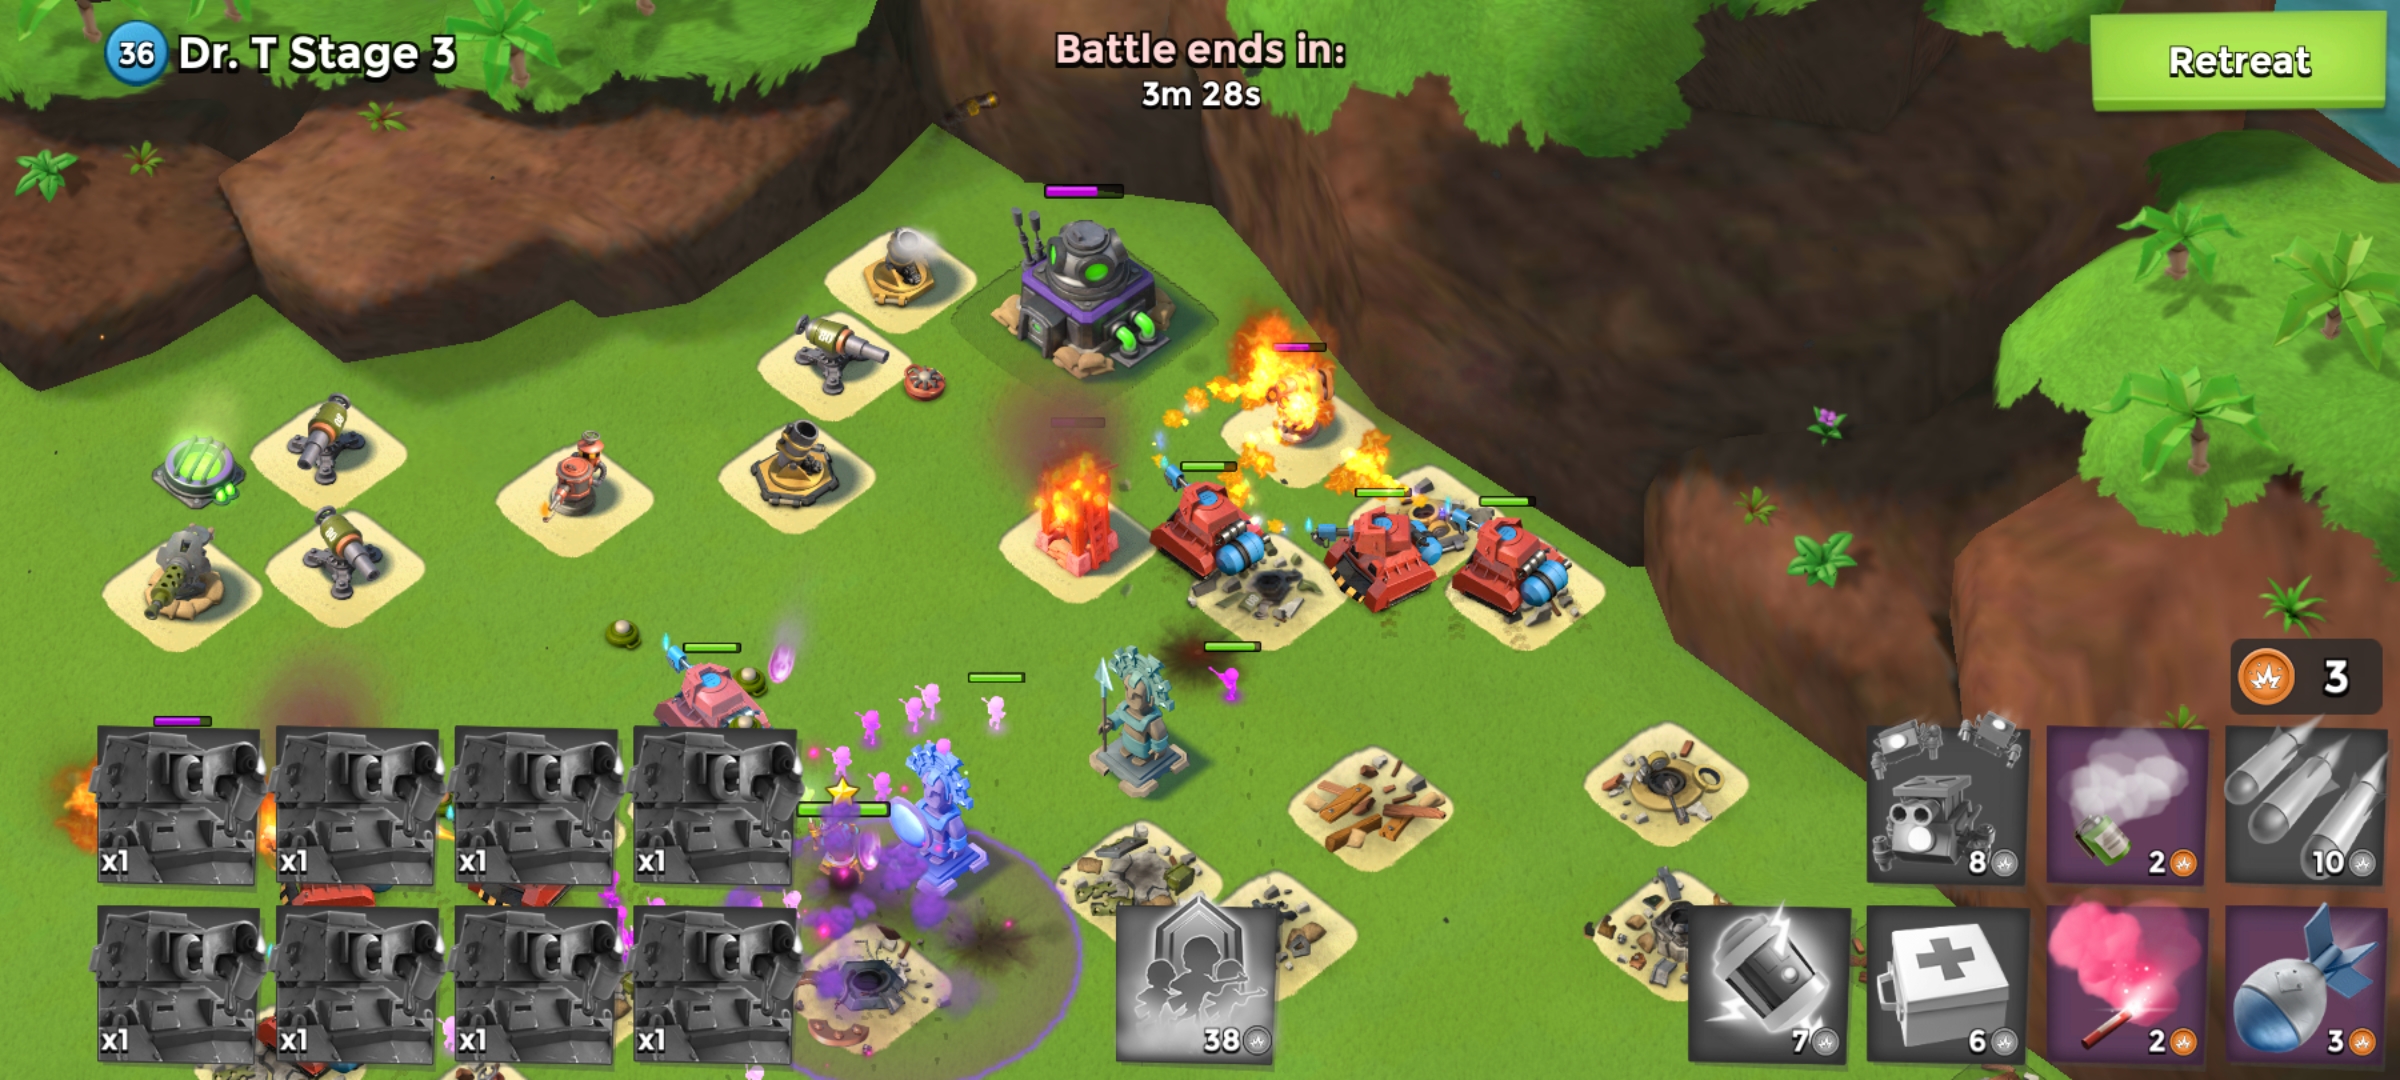 36 Dr. T Stage 3
Battle ends in:
3m 28s
Retreat
3
8
2
10
x1
x1
x1
x1
x1
x1
x1
x1
38
7
6
2
3